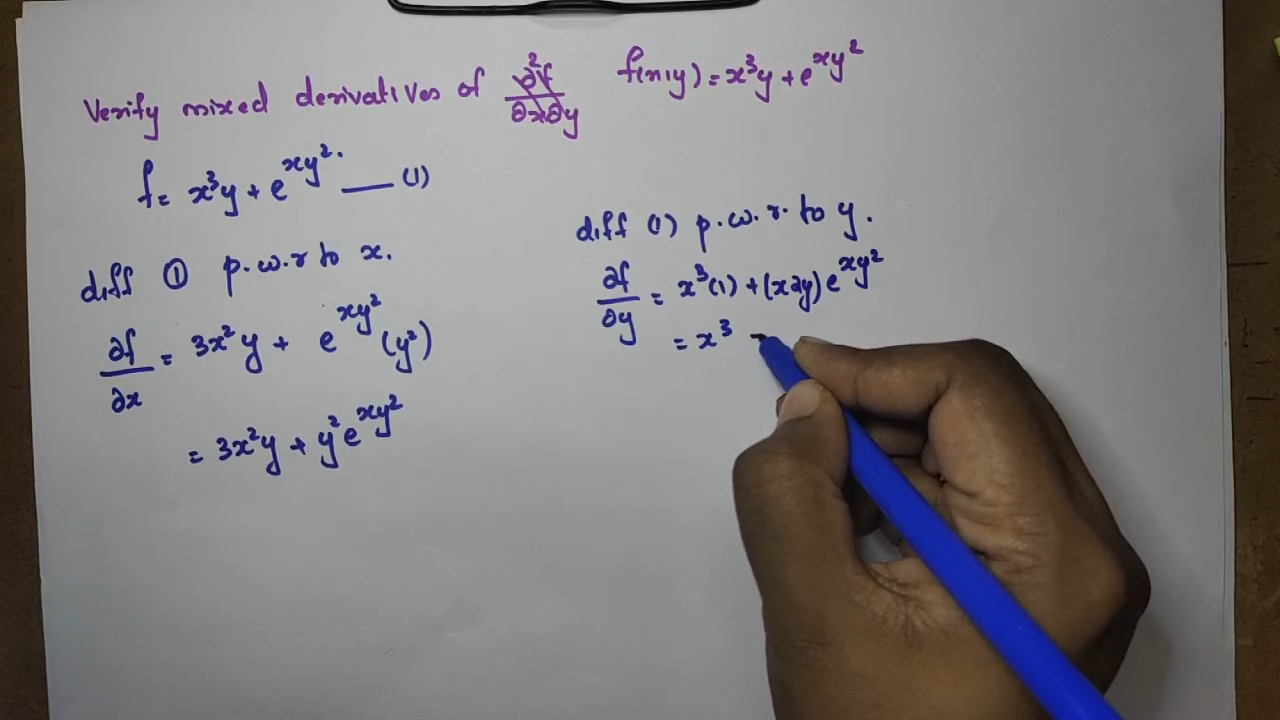 Verify mixed derivatives of ∂²f/∂x∂y f(x,y) = x³y + e^xy²
f = x³y + e^xy². — (1)
diff ① p.w.r to x.
∂f/∂x = 3x²y + e^xy² (y²)
= 3x²y + y²e^xy²
diff (1) p.w.r. to y.
∂f/∂y = x³(1) + (x2y)e^xy²
= x³